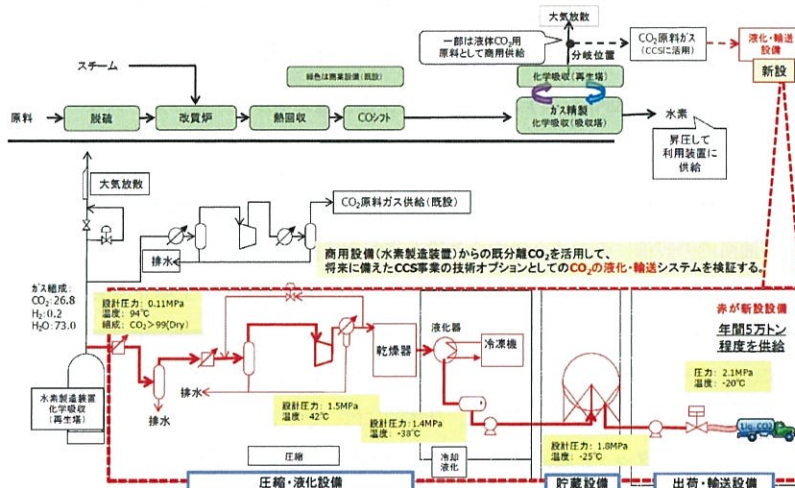 大気放散
一部は液体CO₂用
原料として商用供給
分岐位置
CO₂原料ガス
(CCSに活用)
液化・輸送
設備
新設
スチーム
緑色は商業設備(既設)
化学吸収(再生塔)
原料
脱硫
改質炉
熱回収
COシフト
ガス精製
化学吸収(吸収塔)
水素
昇圧して
利用装置に
供給
大気放散
CO₂原料ガス供給(既設)
排水
商用設備(水素製造装置)からの既分離CO₂を活用して、
将来に備えたCCS事業の技術オプションとしてのCO₂の液化・輸送システムを検証する。
ガス組成:
CO₂:26.8
H₂:0.2
H₂O:73.0
設計圧力: 0.11MPa
温度: 94℃
組成: CO₂>99(Dry)
赤が新設設備
年間5万トン
程度を供給
乾燥器
液化器
冷凍機
圧力: 2.1MPa
温度: -20℃
水素製造装置
化学吸収
(再生塔)
排水
排水
設計圧力: 1.5MPa
温度: 42℃
設計圧力: 1.4MPa
温度: -38℃
設計圧力: 1.8MPa
温度: -25℃
Liq. CO₂
圧縮
冷却
液化
圧縮・液化設備
貯蔵設備
出荷・輸送設備